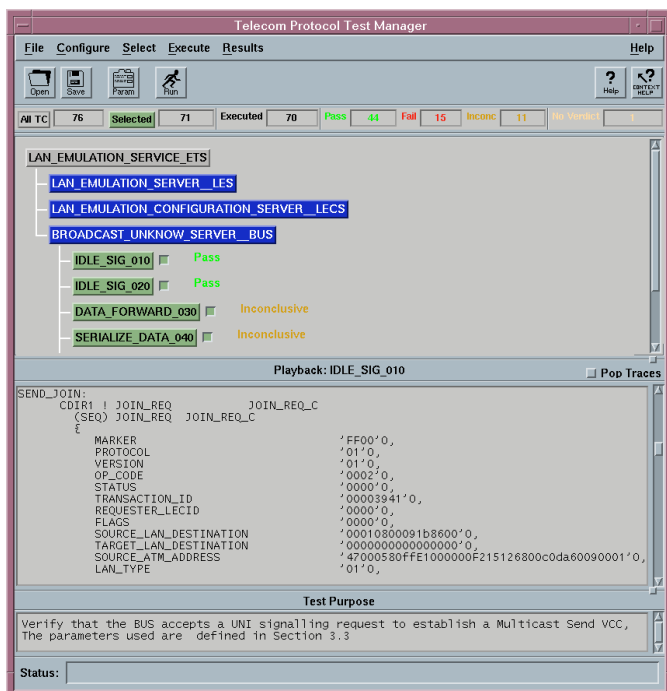 Telecom Protocol Test Manager
File Configure Select Execute Results Help
Open Save Param Run Help CONTEXT HELP
All TC 76 Selected 71 Executed 70 Pass 44 Fail 15 Inconc 11 No Verdict 1
LAN_EMULATION_SERVICE_ETS
LAN_EMULATION_SERVER__LES
LAN_EMULATION_CONFIGURATION_SERVER__LECS
BROADCAST_UNKNOW_SERVER__BUS
IDLE_SIG_010 Pass
IDLE_SIG_020 Pass
DATA_FORWARD_030 Inconclusive
SERIALIZE_DATA_040 Inconclusive
Playback: IDLE_SIG_010 Pop Traces
SEND_JOIN:
CDIR1 ! JOIN_REQ JOIN_REQ_C
(SEQ) JOIN_REQ JOIN_REQ_C
{
MARKER 'FF00'O,
PROTOCOL '01'O,
VERSION '01'O,
OP_CODE '0002'O,
STATUS '0000'O,
TRANSACTION_ID '00003941'O,
REQUESTER_LECID '0000'O,
FLAGS '0000'O,
SOURCE_LAN_DESTINATION '00010800091b8600'O,
TARGET_LAN_DESTINATION '0000000000000000'O,
SOURCE_ATM_ADDRESS '47000580ffE1000000F215126800c0da60090001'O,
LAN_TYPE '01'O,
Test Purpose
Verify that the BUS accepts a UNI signalling request to establish a Multicast Send VCC,
The parameters used are defined in Section 3.3
Status: